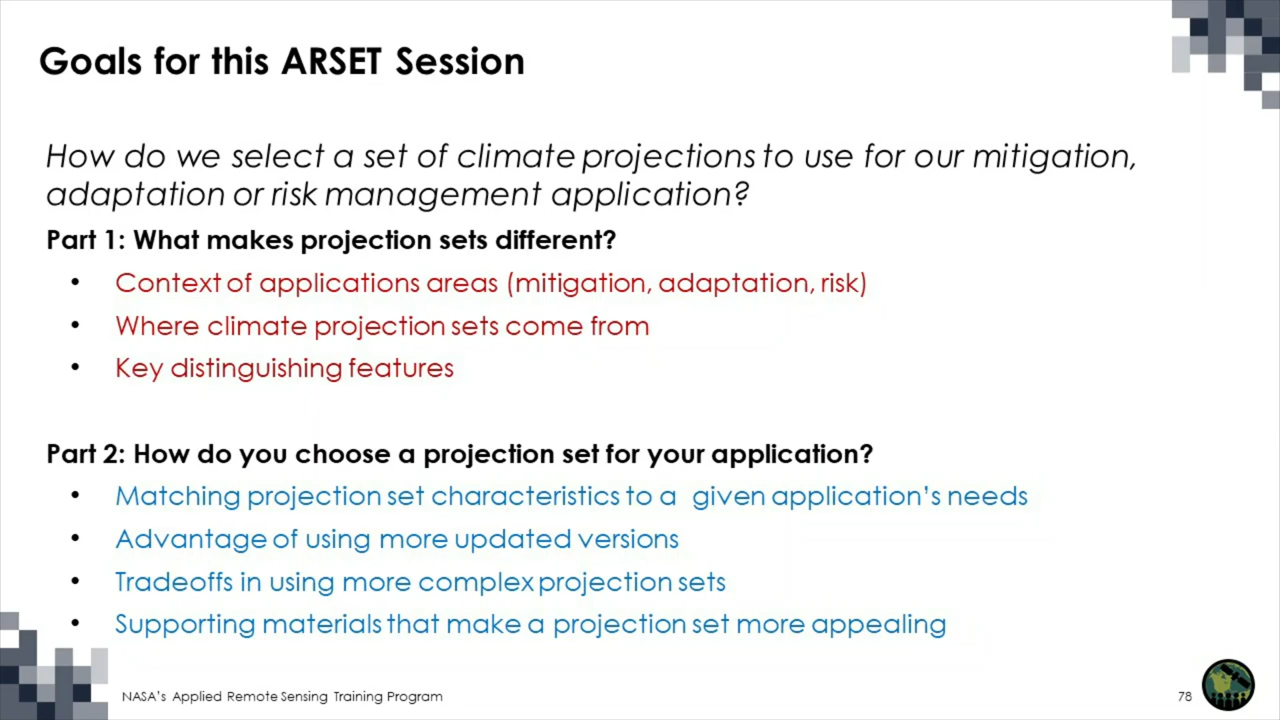 Goals for this ARSET Session
How do we select a set of climate projections to use for our mitigation,
adaptation or risk management application?
Part 1: What makes projection sets different?
• Context of applications areas (mitigation, adaptation, risk)
• Where climate projection sets come from
• Key distinguishing features
Part 2: How do you choose a projection set for your application?
• Matching projection set characteristics to a given application's needs
• Advantage of using more updated versions
• Tradeoffs in using more complex projection sets
• Supporting materials that make a projection set more appealing
NASA's Applied Remote Sensing Training Program
78